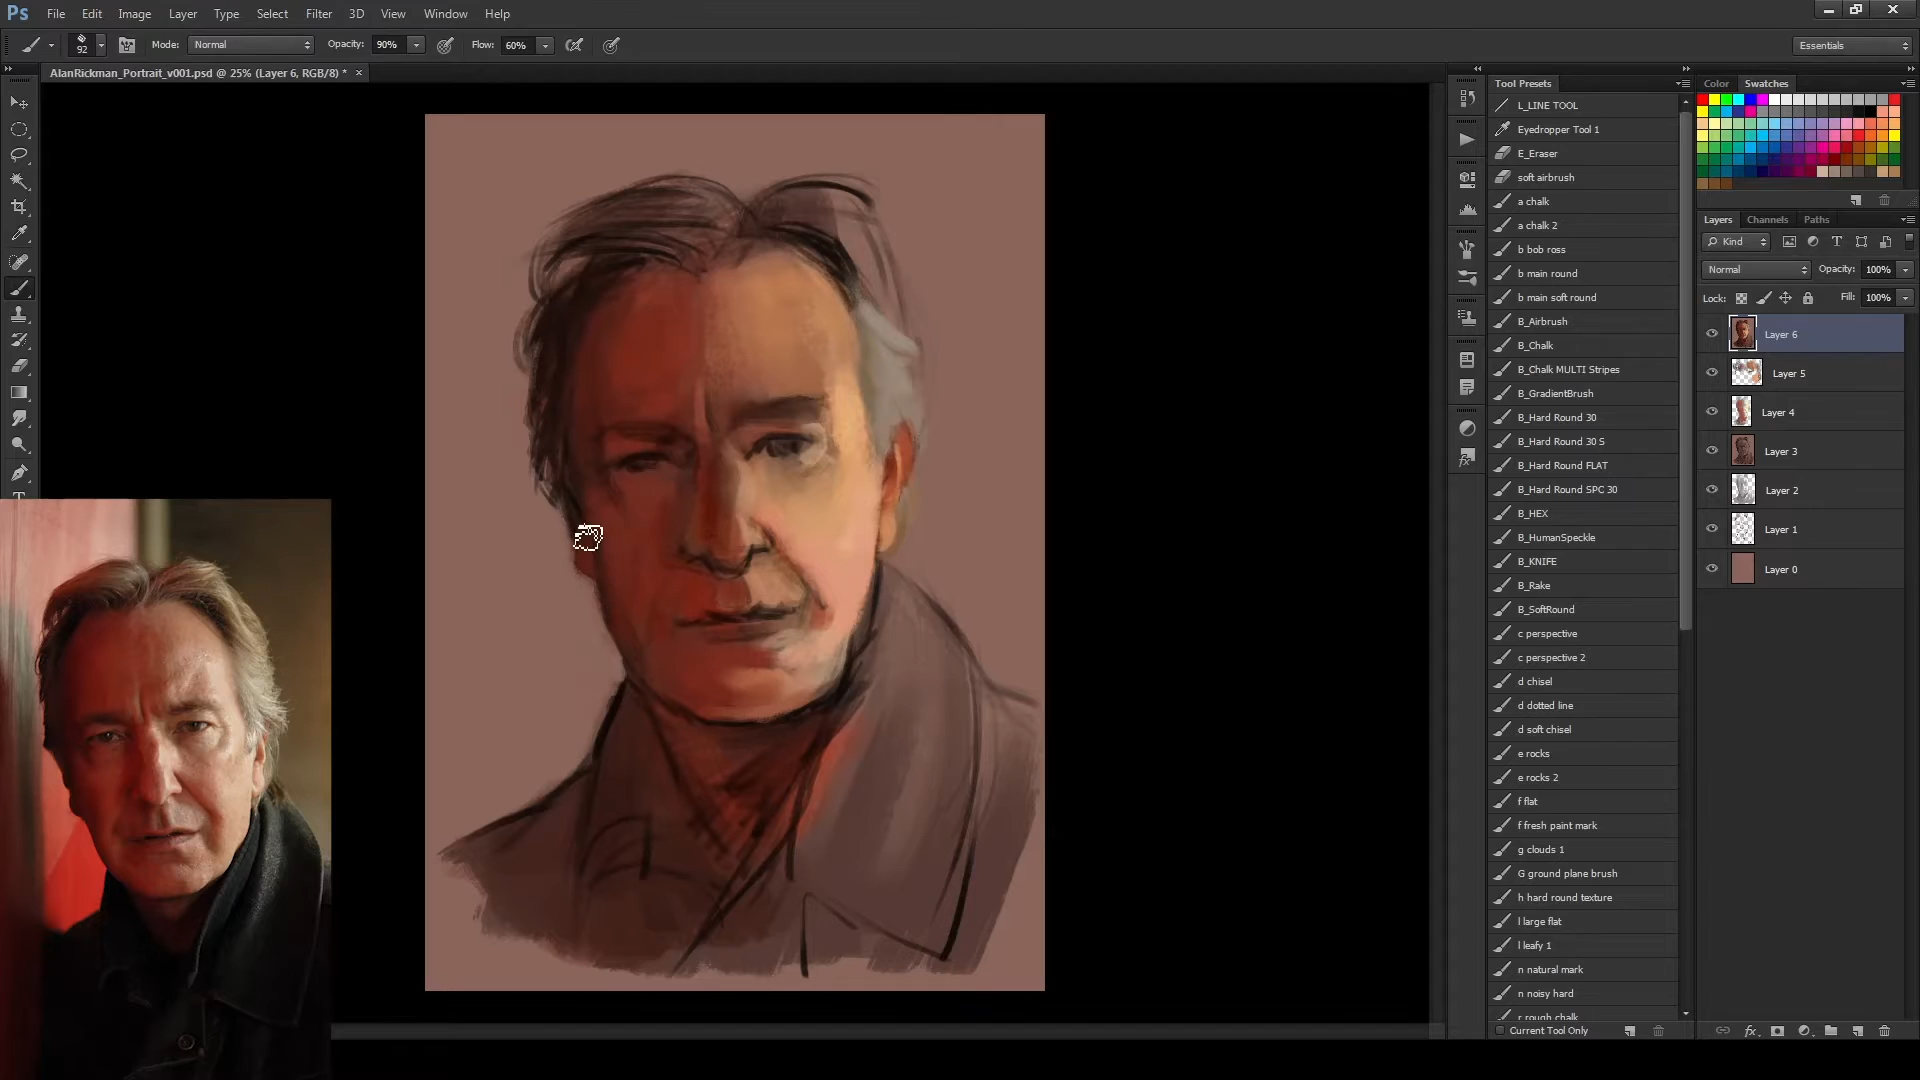 Ps File Edit Image Layer Type Select Filter 3D View Window Help
92 Mode: Normal Opacity: 90% Flow: 60% Essentials
AlanRickman_Portrait_v001.psd @ 25% (Layer 6, RGB/8) * ×
Tool Presets
L_LINE TOOL
Eyedropper Tool 1
E_Eraser
soft airbrush
a chalk
a chalk 2
b bob ross
b main round
b main soft round
B_Airbrush
B_Chalk
B_Chalk MULTI Stripes
B_GradientBrush
B_Hard Round 30
B_Hard Round 30 S
B_Hard Round FLAT
B_Hard Round SPC 30
B_HEX
B_HumanSpeckle
B_KNIFE
B_Rake
B_SoftRound
c perspective
c perspective 2
d chisel
d dotted line
d soft chisel
e rocks
e rocks 2
f flat
f fresh paint mark
g clouds 1
G ground plane brush
h hard round texture
l large flat
l leafy 1
n natural mark
n noisy hard
r rough chalk
Current Tool Only
Color Swatches
Layers Channels Paths
Kind
Normal Opacity: 100%
Lock: Fill: 100%
Layer 6
Layer 5
Layer 4
Layer 3
Layer 2
Layer 1
Layer 0